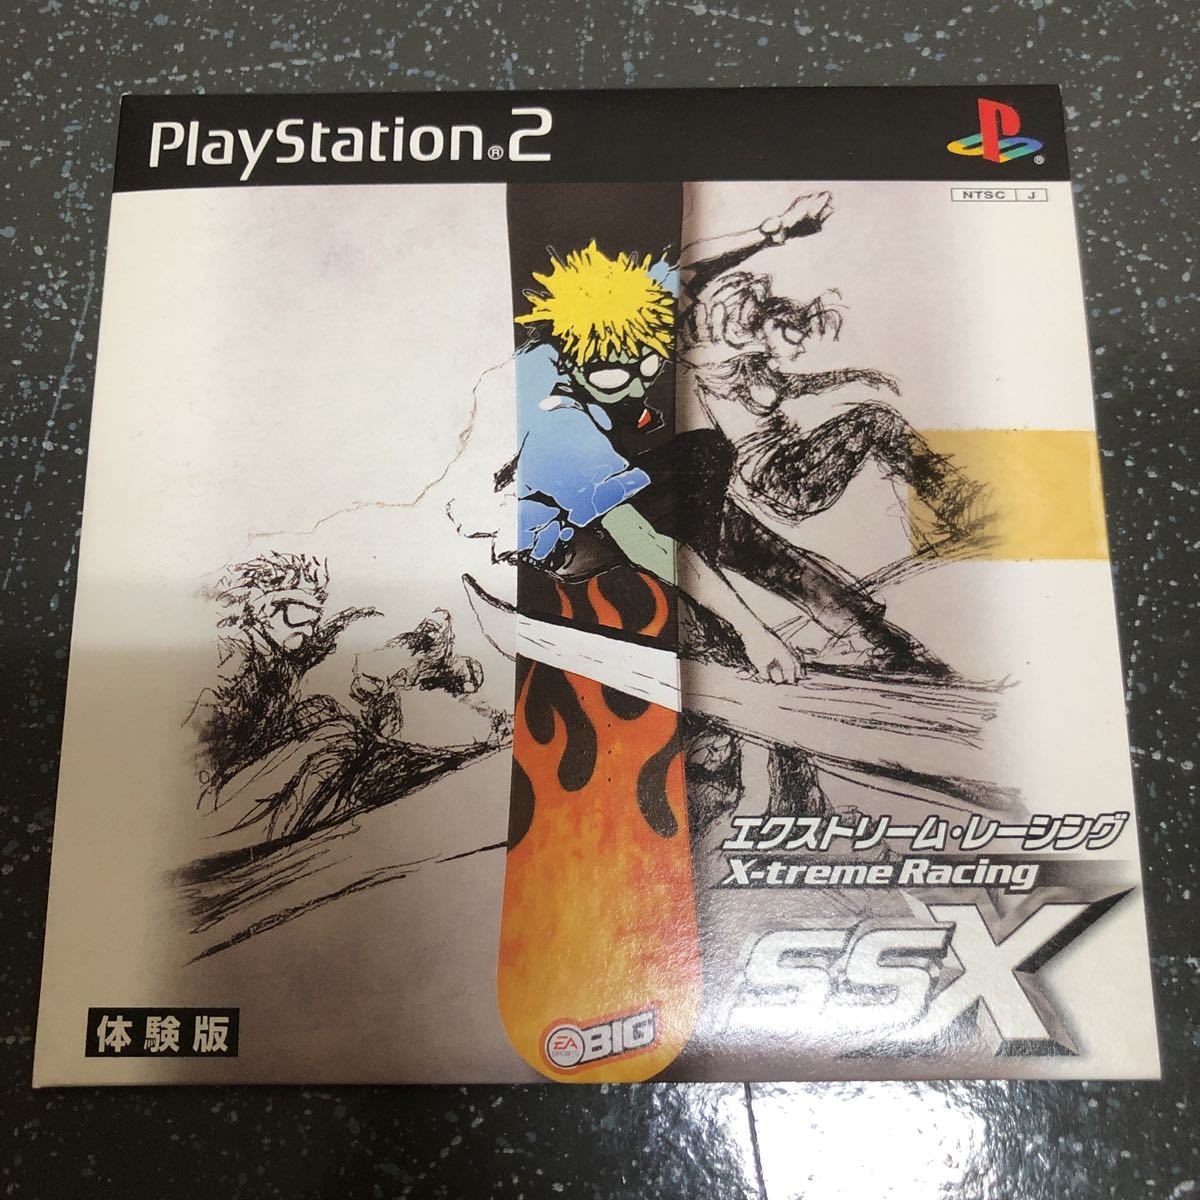 PlayStation®2
NTSC J
エクストリーム・レーシング
X-treme Racing
SSX
体験版
EA SPORTS BIG